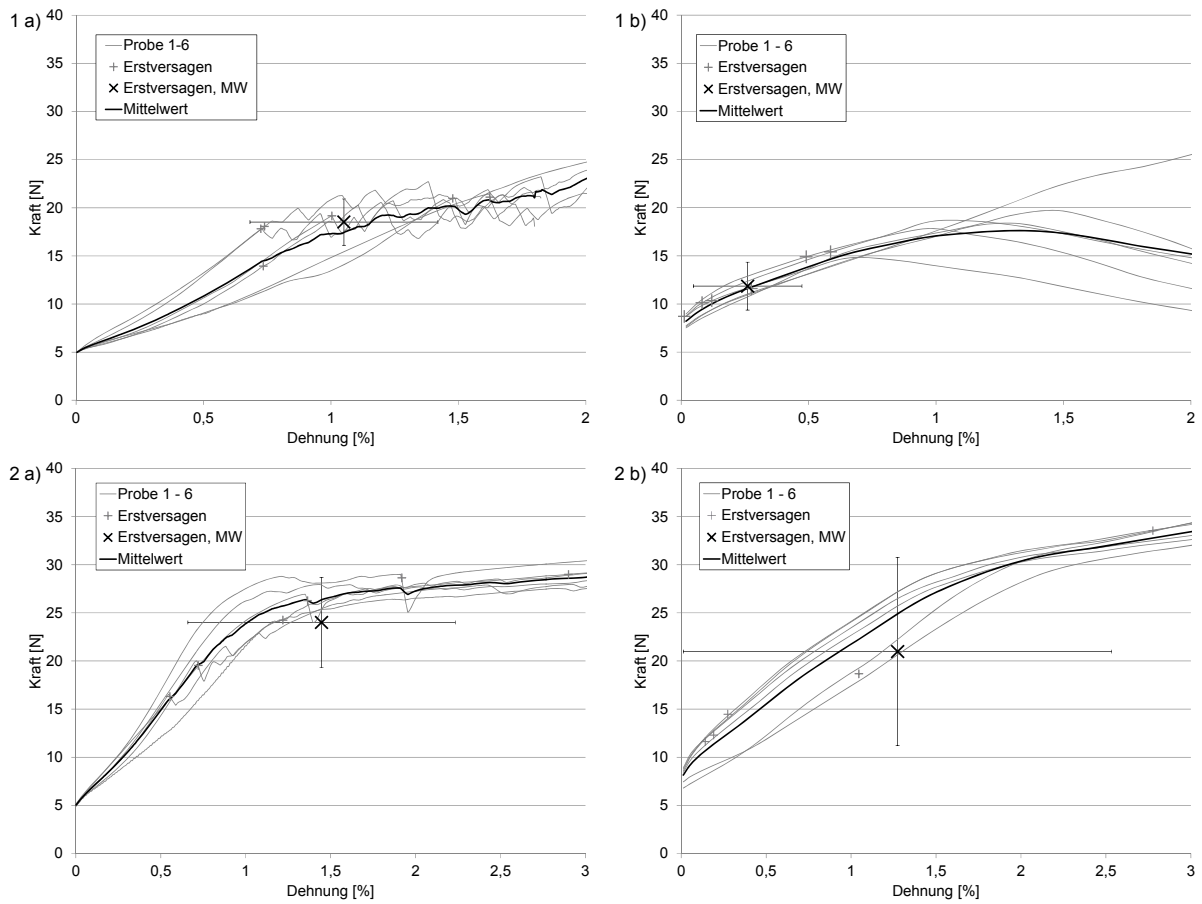 1 a)
Kraft [N]
40
35
30
25
20
15
10
5
0
Probe 1-6
Erstversagen
Erstversagen, MW
Mittelwert
0 0,5 1 1,5 2
Dehnung [%]
1 b)
Kraft [N]
40
35
30
25
20
15
10
5
0
Probe 1 - 6
Erstversagen
Erstversagen, MW
Mittelwert
0 0,5 1 1,5 2
Dehnung [%]
2 a)
Kraft [N]
40
35
30
25
20
15
10
5
0
Probe 1 - 6
Erstversagen
Erstversagen, MW
Mittelwert
0 0,5 1 1,5 2 2,5 3
Dehnung [%]
2 b)
Kraft [N]
40
35
30
25
20
15
10
5
0
Probe 1 - 6
Erstversagen
Erstversagen, MW
Mittelwert
0 0,5 1 1,5 2 2,5 3
Dehnung [%]